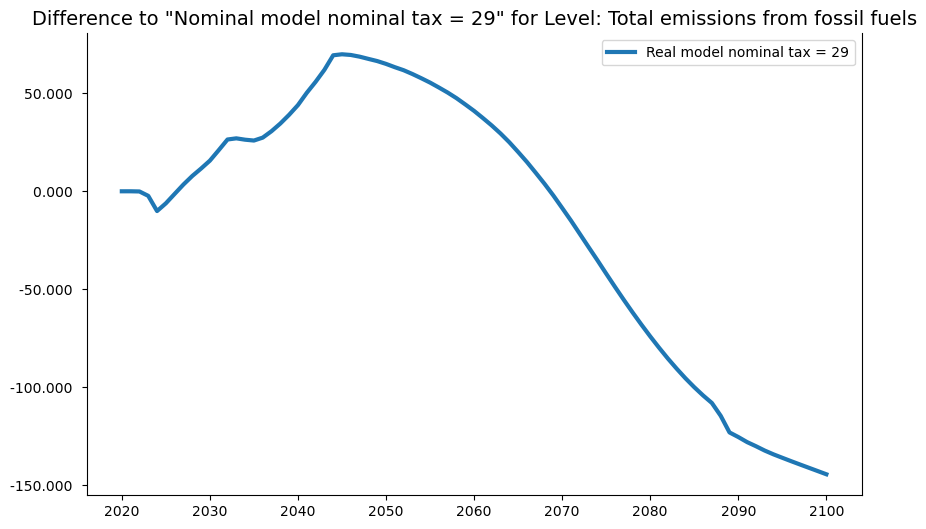 Difference to "Nominal model nominal tax = 29" for Level: Total emissions from fossil fuels
Real model nominal tax = 29
50.000
0.000
-50.000
-100.000
-150.000
2020 2030 2040 2050 2060 2070 2080 2090 2100